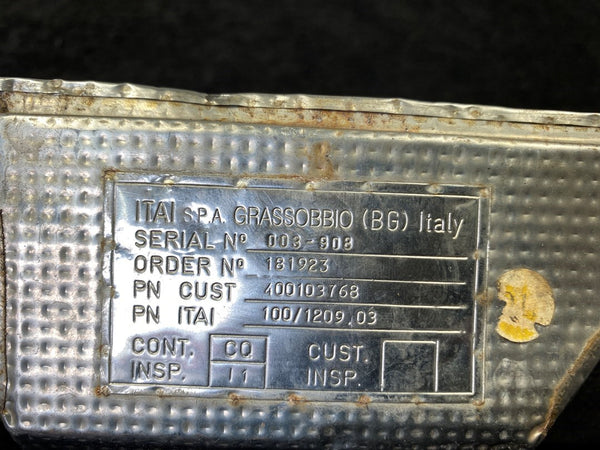 ITAI S.P.A. GRASSOBBIO (BG) Italy
SERIAL Nº 003-808
ORDER Nº 181923
PN CUST 400103768
PN ITAI 100/1209.03
CONT. INSP. CQ 11
CUST. INSP.